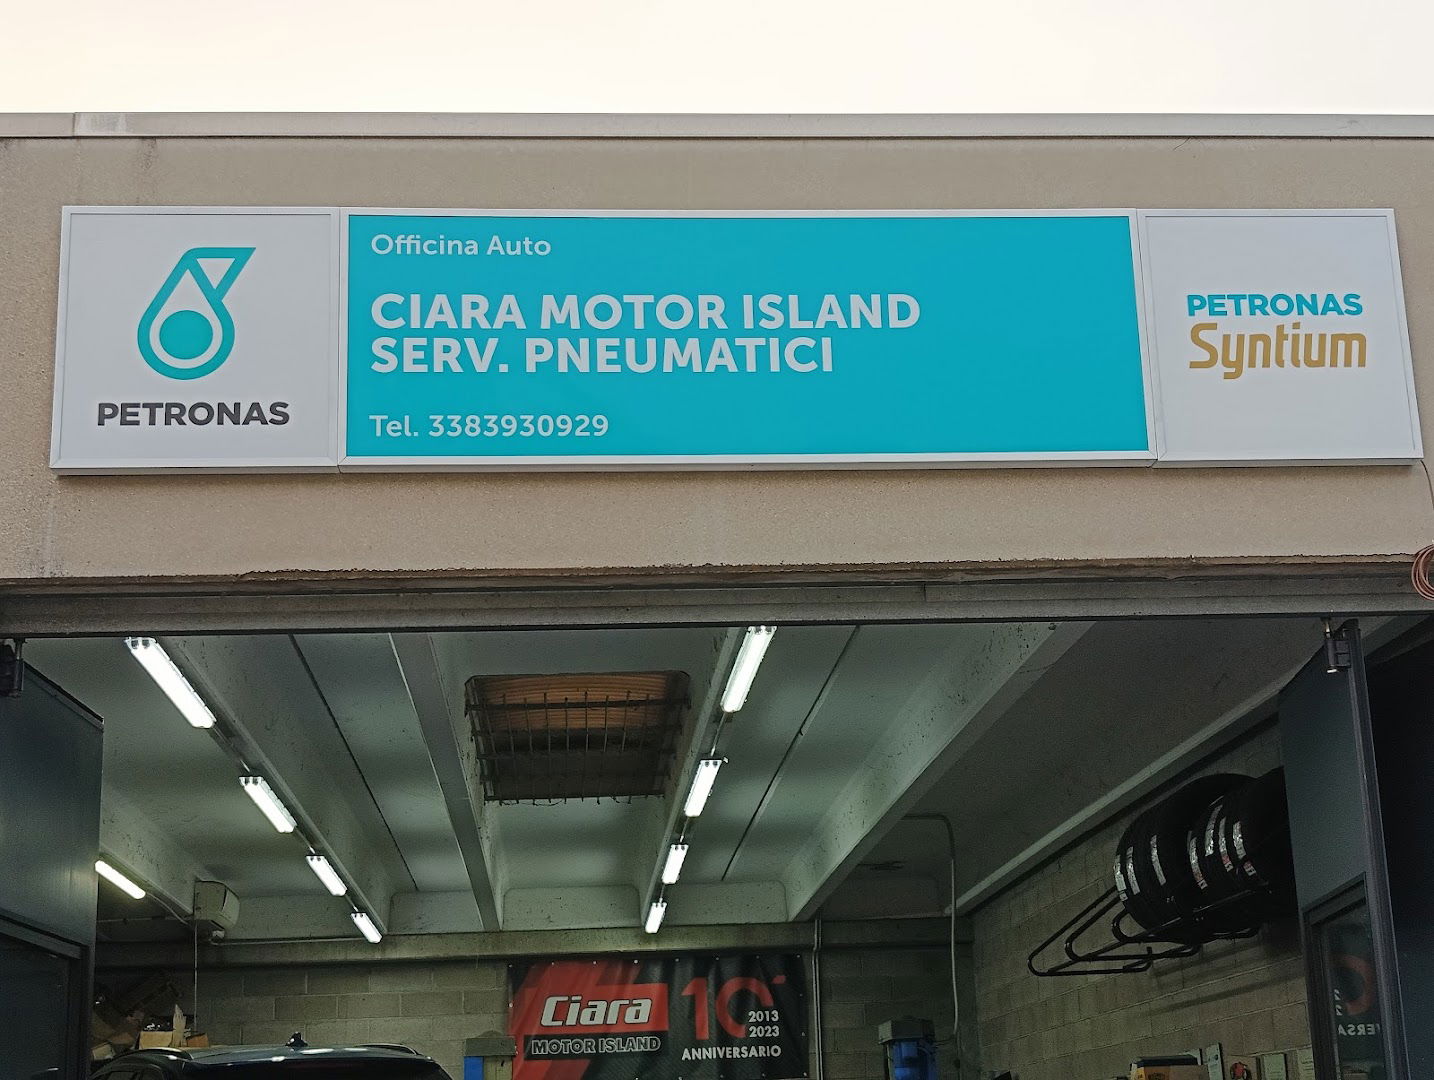 PETRONAS
Officina Auto
CIARA MOTOR ISLAND
SERV. PNEUMATICI
Tel. 3383930929
PETRONAS
Syntium
Ciara
MOTOR ISLAND
10
2013
2023
ANNIVERSARIO